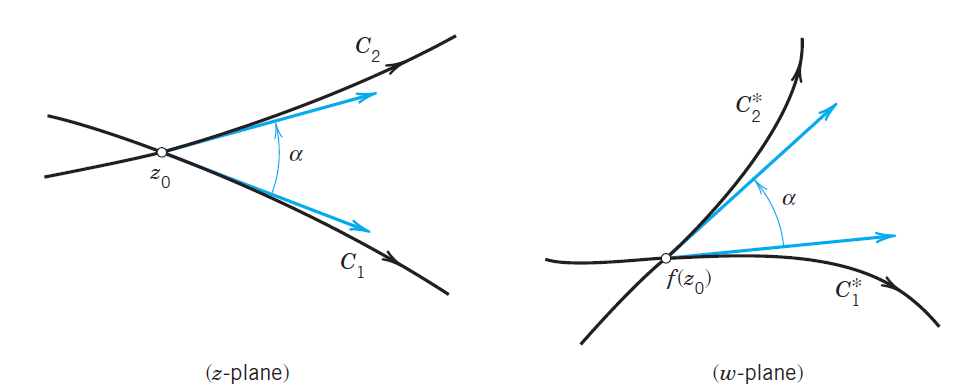 C₂
α
z₀
C₁
(z-plane)
C₂*
α
f(z₀)
C₁*
(w-plane)